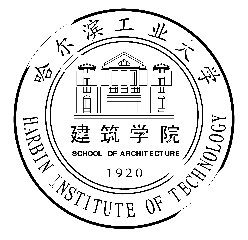 哈尔滨工业大学
建筑学院
SCHOOL OF ARCHITECTURE
1920
HARBIN INSTITUTE OF TECHNOLOGY